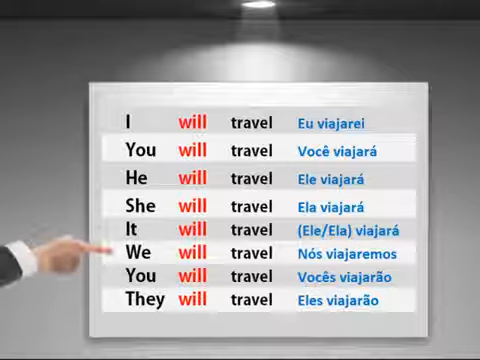 I will travel Eu viajarei
You will travel Você viajará
He will travel Ele viajará
She will travel Ela viajará
It will travel (Ele/Ela) viajará
We will travel Nós viajaremos
You will travel Vocês viajarão
They will travel Eles viajarão